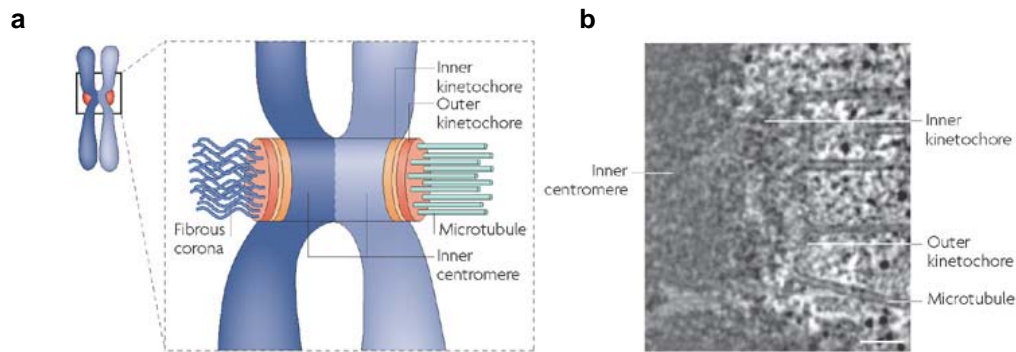 a
Inner
kinetochore
Outer
kinetochore
Fibrous
corona
Microtubule
Inner
centromere
b
Inner
kinetochore
Inner
centromere
Outer
kinetochore
Microtubule